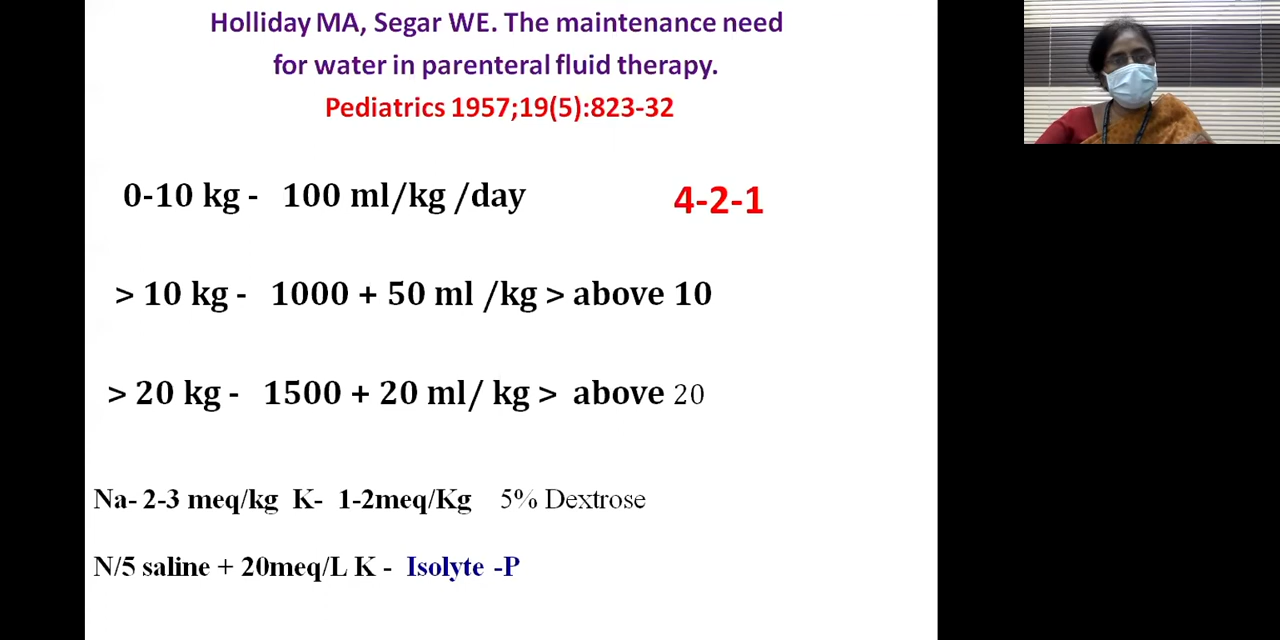 Holliday MA, Segar WE. The maintenance need
for water in parenteral fluid therapy.
Pediatrics 1957;19(5):823-32
0-10 kg - 100 ml/kg /day
4-2-1
> 10 kg - 1000 + 50 ml /kg > above 10
> 20 kg - 1500 + 20 ml/ kg > above 20
Na- 2-3 meq/kg K- 1-2meq/Kg 5% Dextrose
N/5 saline + 20meq/L K - Isolyte -P